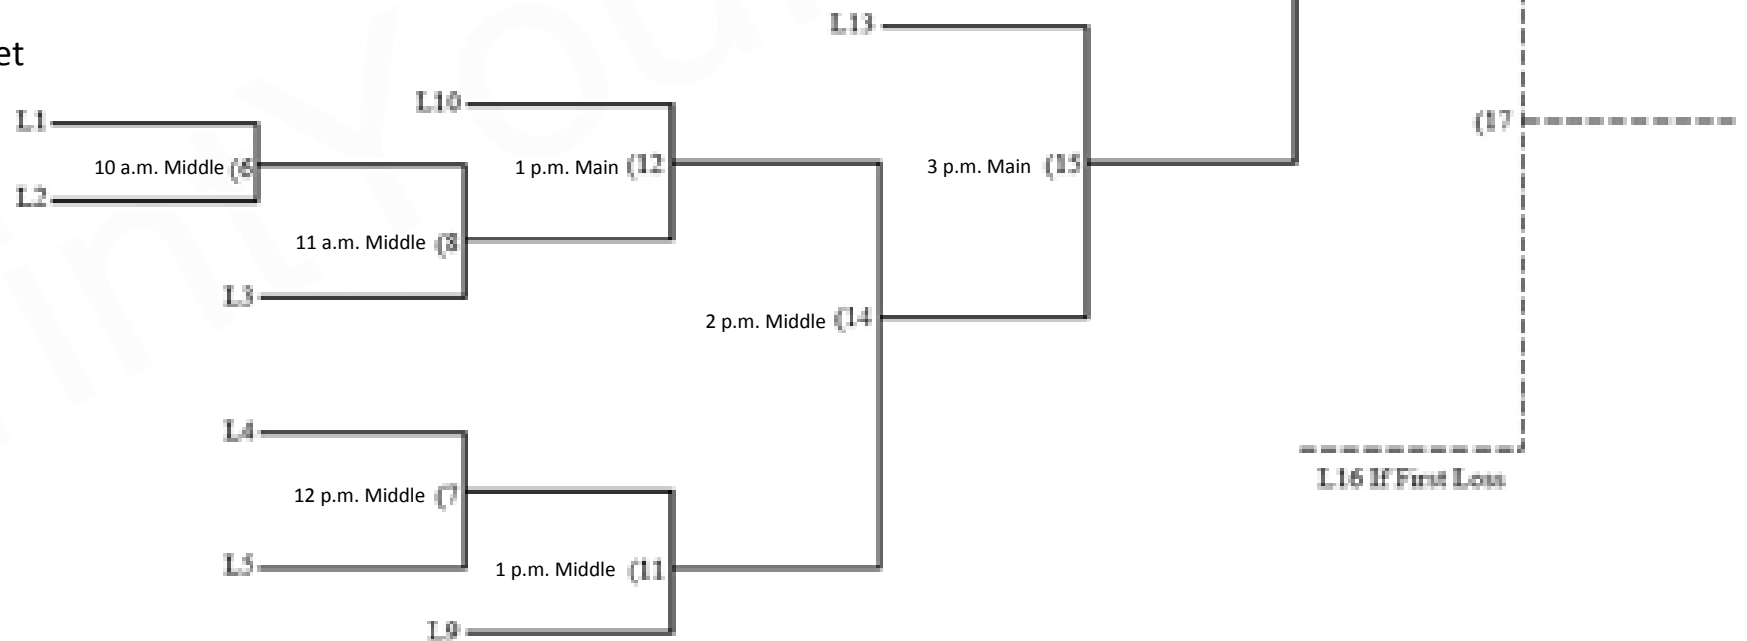 L13
et
L10
L1
(17
10 a.m. Middle (6
1 p.m. Main (12
3 p.m. Main (15
L2
11 a.m. Middle (8
L3
2 p.m. Middle (14
L4
L16 If First Loss
12 p.m. Middle (7
L5
1 p.m. Middle (11
L9